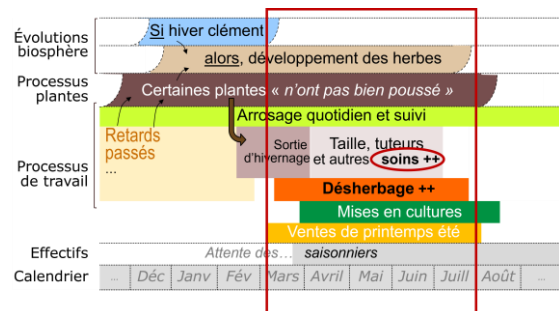 Évolutions
biosphère
Si hiver clément
alors, développement des herbes
Processus
plantes
Certaines plantes « n'ont pas bien poussé »
Arrosage quotidien et suivi
Retards
passés
...
Processus
de travail
Sortie
d'hivernage
Taille, tuteurs
et autres soins ++
Désherbage ++
Mises en cultures
Ventes de printemps été
Effectifs
Attente des... saisonniers
Calendrier
... Déc Janv Fév Mars Avril Mai Juin Juill Août ...